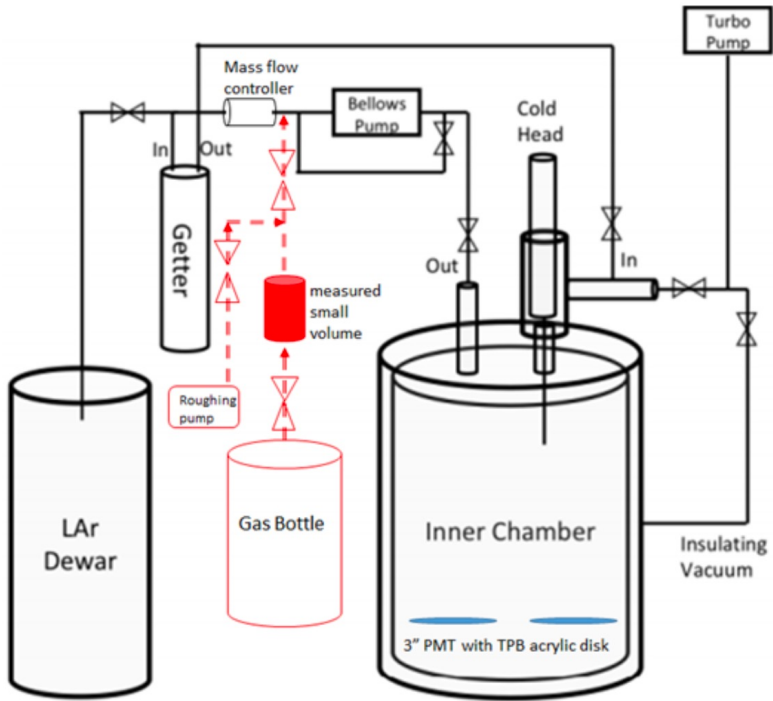 Turbo
Pump
Mass flow
controller
Bellows
Pump
Cold
Head
In
Out
Getter
Out
In
measured
small
volume
Roughing
pump
LAr
Dewar
Gas Bottle
Inner Chamber
Insulating
Vacuum
3” PMT with TPB acrylic disk